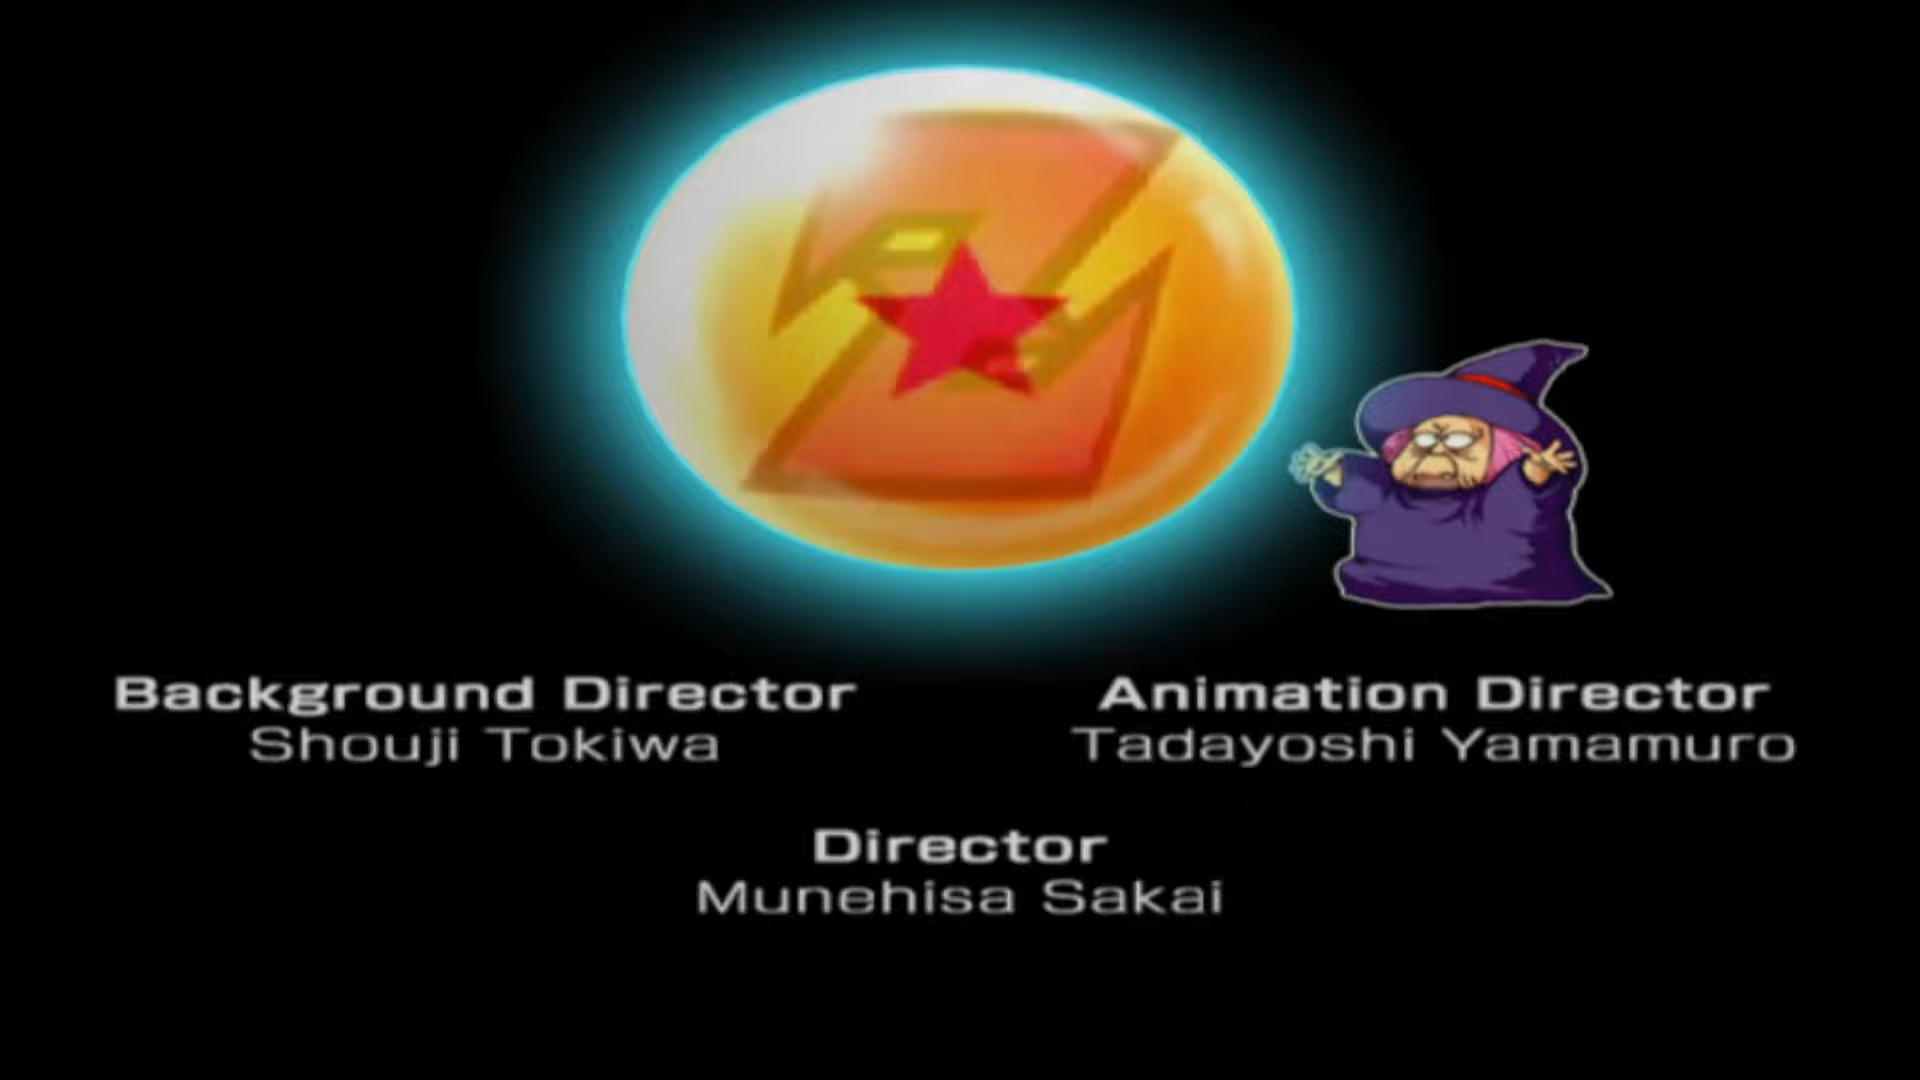 Background Director
Shouji Tokiwa
Animation Director
Tadayoshi Yamamuro
Director
Munehisa Sakai